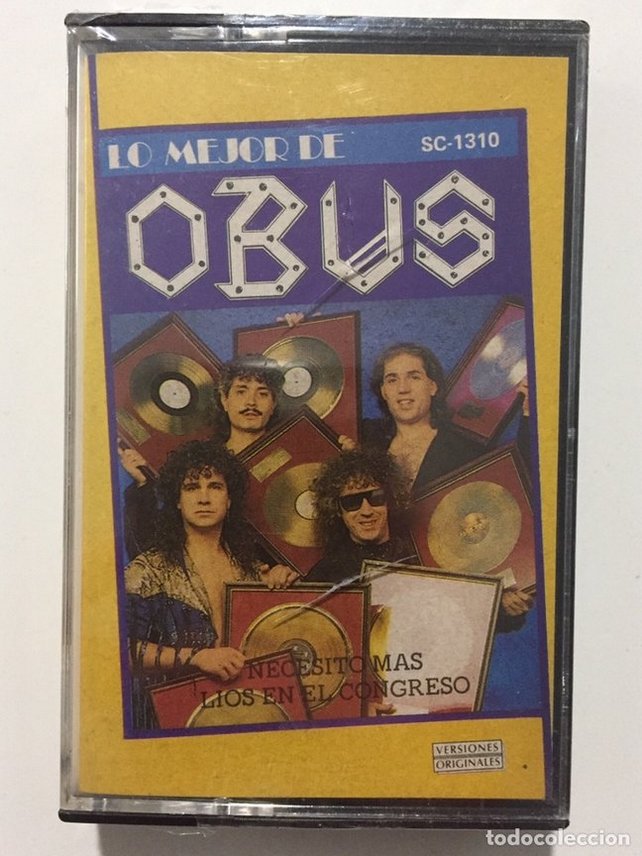 LO MEJOR DE
SC-1310
OBUS
NECESITO MAS
LIOS EN EL CONGRESO
VERSIONES
ORIGINALES
todocoleccion